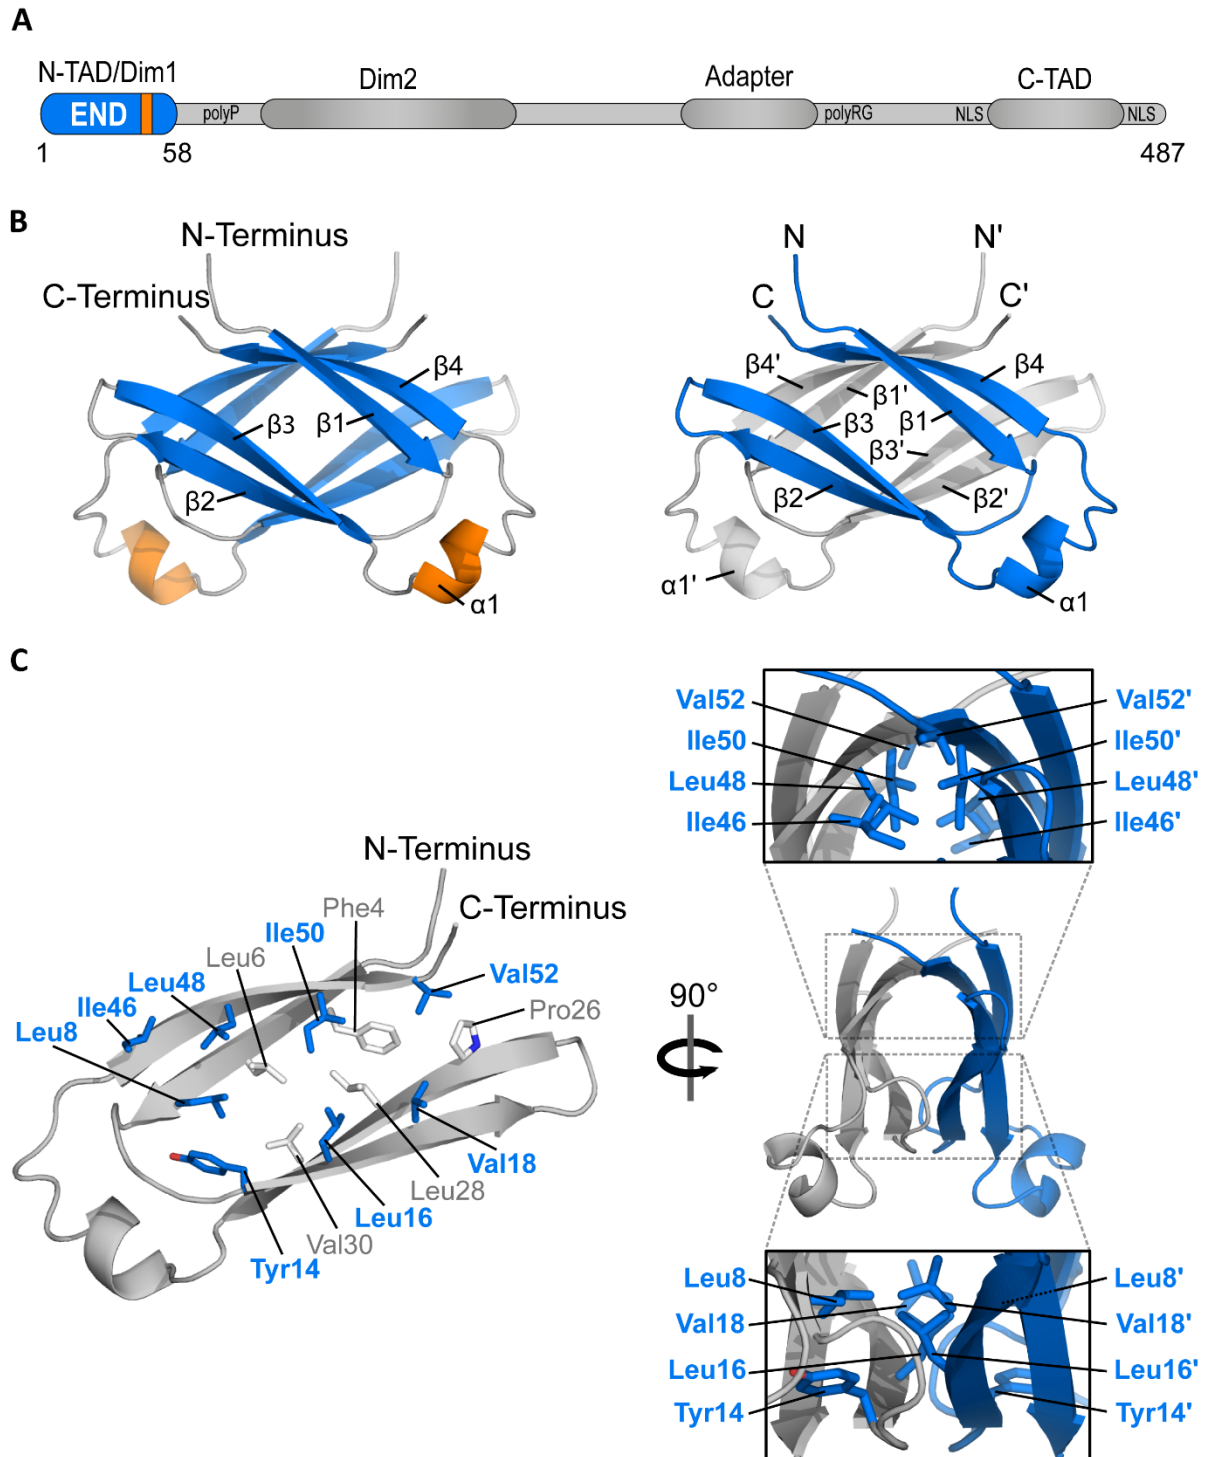 A
N-TAD/Dim1
Dim2
Adapter
C-TAD
END
polyP
polyRG
NLS
NLS
1
58
487
B
N-Terminus
C-Terminus
β4
β3
β1
β2
α1
N
N'
C
C'
β4'
β4
β1'
β3
β1
β3'
β2
β2'
α1'
α1
C
N-Terminus
C-Terminus
Phe4
Ile50
Leu6
Leu48
Ile46
Leu8
Val52
Pro26
Val18
Leu28
Leu16
Val30
Tyr14
Val52
Ile50
Leu48
Ile46
Val52'
Ile50'
Leu48'
Ile46'
90°
Leu8
Val18
Leu16
Tyr14
Leu8'
Val18'
Leu16'
Tyr14'